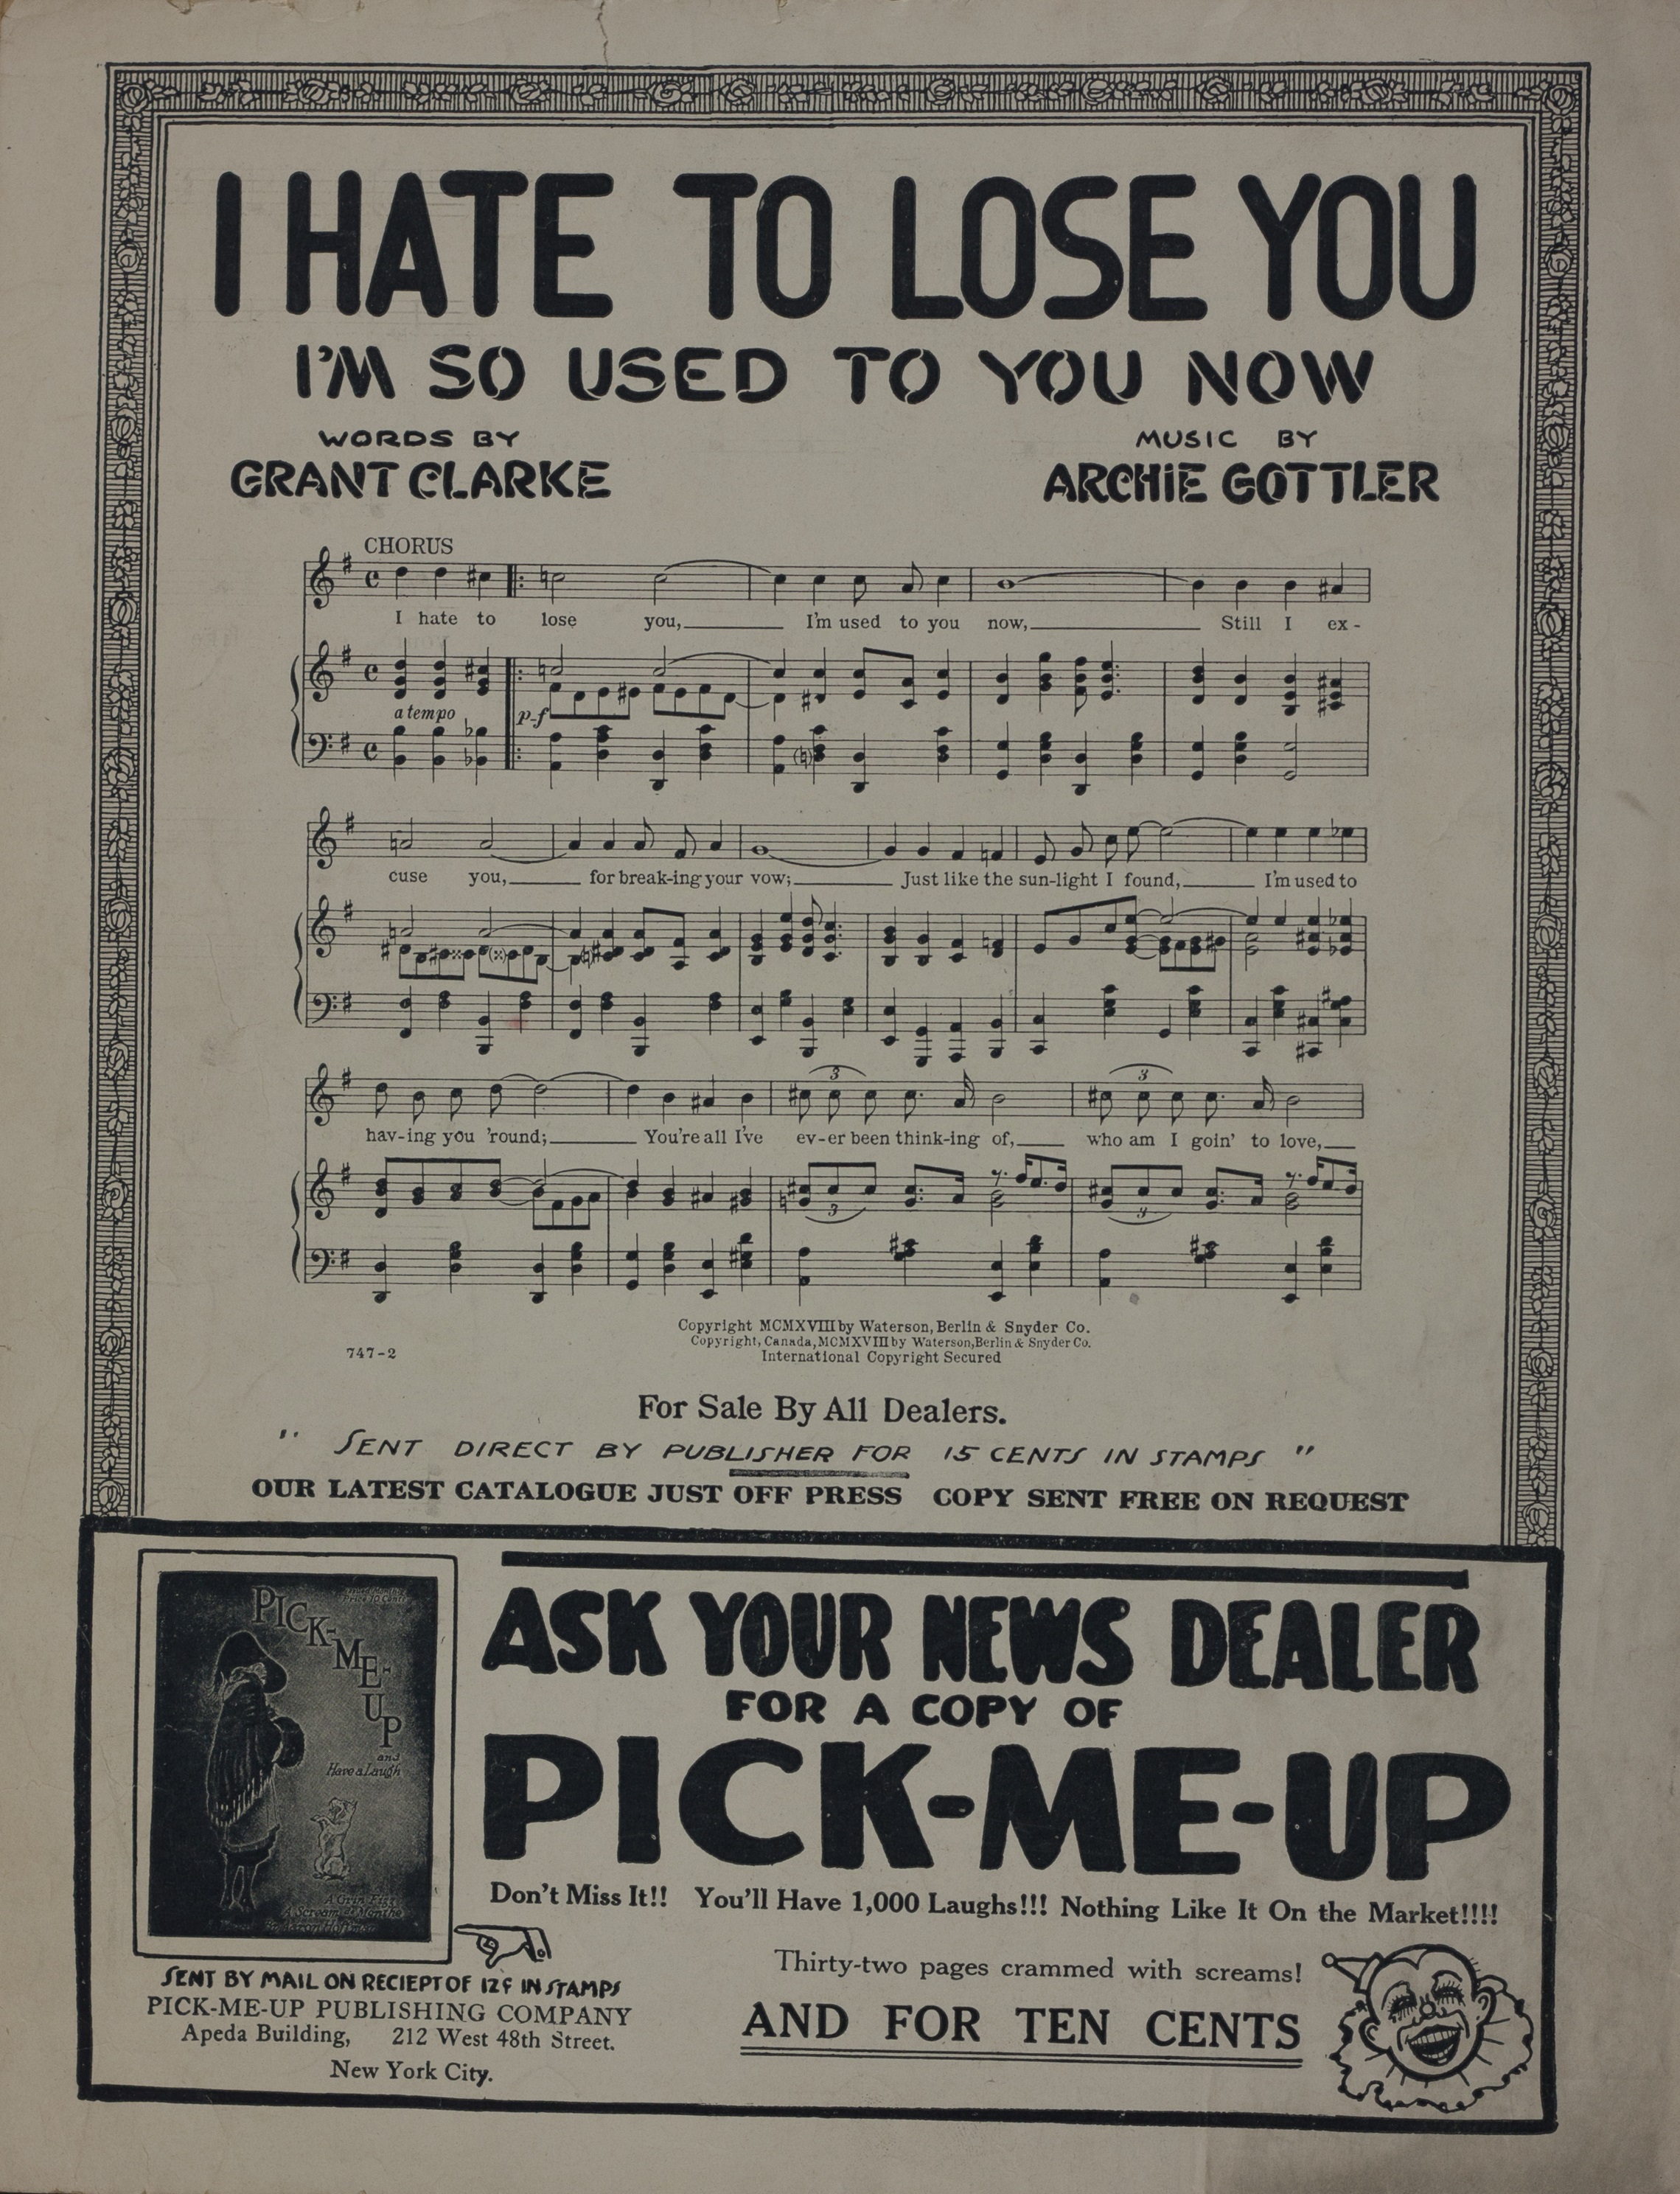 I HATE TO LOSE YOU
I'M SO USED TO YOU NOW
WORDS BY
GRANT CLARKE
MUSIC BY
ARCHIE GOTTLER
CHORUS
I hate to lose you, I'm used to you now, Still I ex-
a tempo
p-f
cuse you, for break-ing your vow; Just like the sun-light I found, I'm used to
3 3
hav-ing you 'round; You're all I've ev-er been think-ing of, who am I goin' to love,
3 3
Copyright MCMXVIII by Waterson, Berlin & Snyder Co.
Copyright, Canada, MCMXVIII by Waterson, Berlin & Snyder Co.
747-2
International Copyright Secured
For Sale By All Dealers.
" SENT DIRECT BY PUBLISHER FOR 15 CENTS IN STAMPS "
OUR LATEST CATALOGUE JUST OFF PRESS COPY SENT FREE ON REQUEST
PICK-ME-UP
and
Have a Laugh
ASK YOUR NEWS DEALER
FOR A COPY OF
PICK-ME-UP
Don't Miss It!! You'll Have 1,000 Laughs!!! Nothing Like It On the Market!!!!
Thirty-two pages crammed with screams!
AND FOR TEN CENTS
SENT BY MAIL ON RECIEPT OF 12¢ IN STAMPS
PICK-ME-UP PUBLISHING COMPANY
Apeda Building, 212 West 48th Street.
New York City.